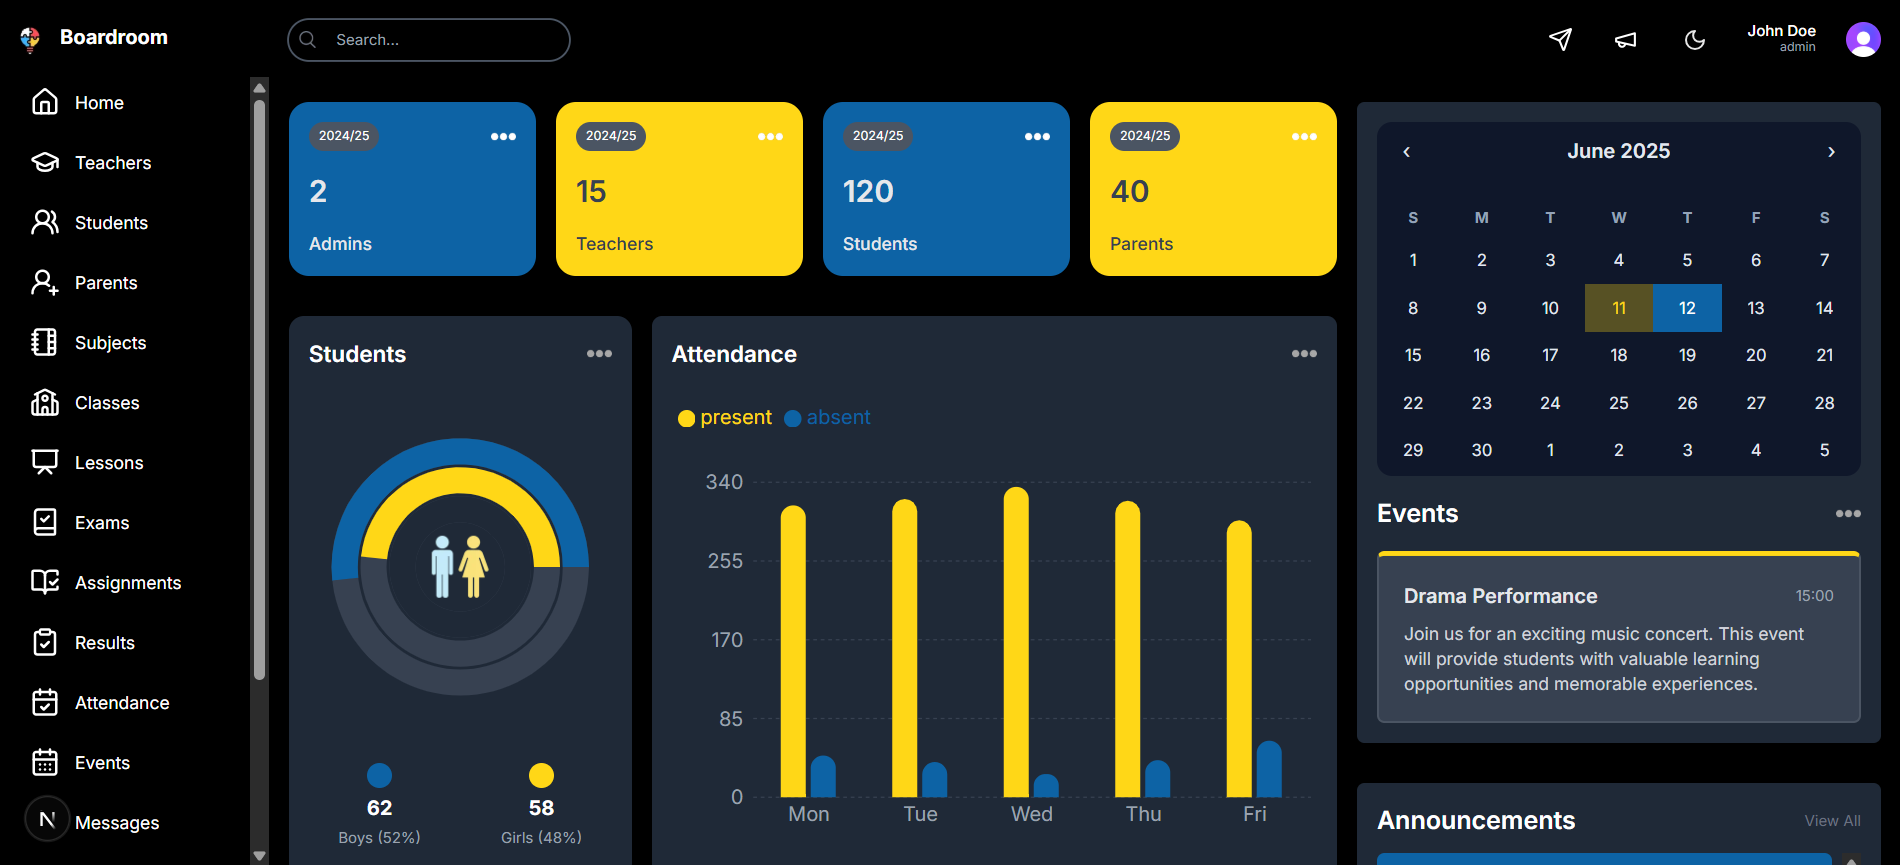 Boardroom
Search...
John Doe
admin
Home
Teachers
Students
Parents
Subjects
Classes
Lessons
Exams
Assignments
Results
Attendance
Events
N
Messages
2024/25
2
Admins
2024/25
15
Teachers
2024/25
120
Students
2024/25
40
Parents
Students
62
Boys (52%)
58
Girls (48%)
Attendance
present absent
340
255
170
85
0
Mon Tue Wed Thu Fri
‹ June 2025 ›
S M T W T F S
1 2 3 4 5 6 7
8 9 10 11 12 13 14
15 16 17 18 19 20 21
22 23 24 25 26 27 28
29 30 1 2 3 4 5
Events
Drama Performance 15:00
Join us for an exciting music concert. This event
will provide students with valuable learning
opportunities and memorable experiences.
Announcements View All